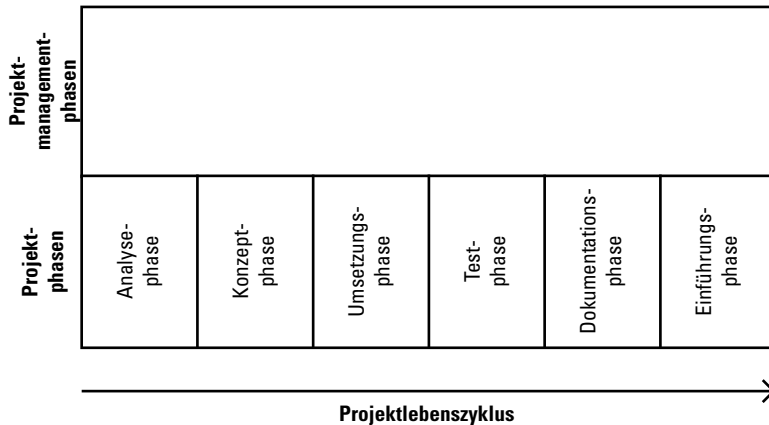 Projekt-
management-
phasen
Projekt-
phasen
Analyse-
phase
Konzept-
phase
Umsetzungs-
phase
Test-
phase
Dokumentations-
phase
Einführungs-
phase
Projektlebenszyklus